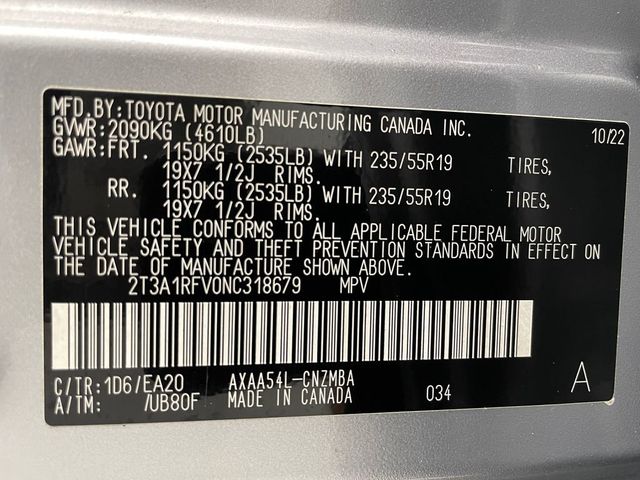 MFD.BY:TOYOTA MOTOR MANUFACTURING CANADA INC. 10/22
GVWR:2090KG (4610LB)
GAWR:FRT. 1150KG (2535LB) WITH 235/55R19 TIRES,
19X7 1/2J RIMS.
RR. 1150KG (2535LB) WITH 235/55R19 TIRES,
19X7 1/2J RIMS.
THIS VEHICLE CONFORMS TO ALL APPLICABLE FEDERAL MOTOR
VEHICLE SAFETY AND THEFT PREVENTION STANDARDS IN EFFECT ON
THE DATE OF MANUFACTURE SHOWN ABOVE.
2T3A1RFV0NC318679 MPV
C/TR:1D6/EA20 AXAA54L-CNZMBA A
A/TM: /UB80F MADE IN CANADA 034